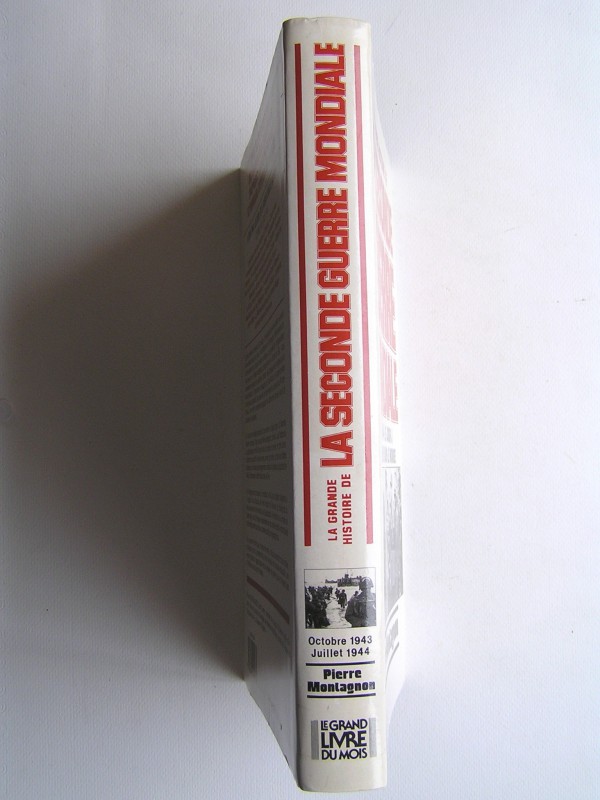 LA GRANDE
HISTOIRE DE
LA SECONDE GUERRE MONDIALE
Octobre 1943
Juillet 1944
Pierre
Montagnon
LE GRAND
LIVRE
DU MOIS